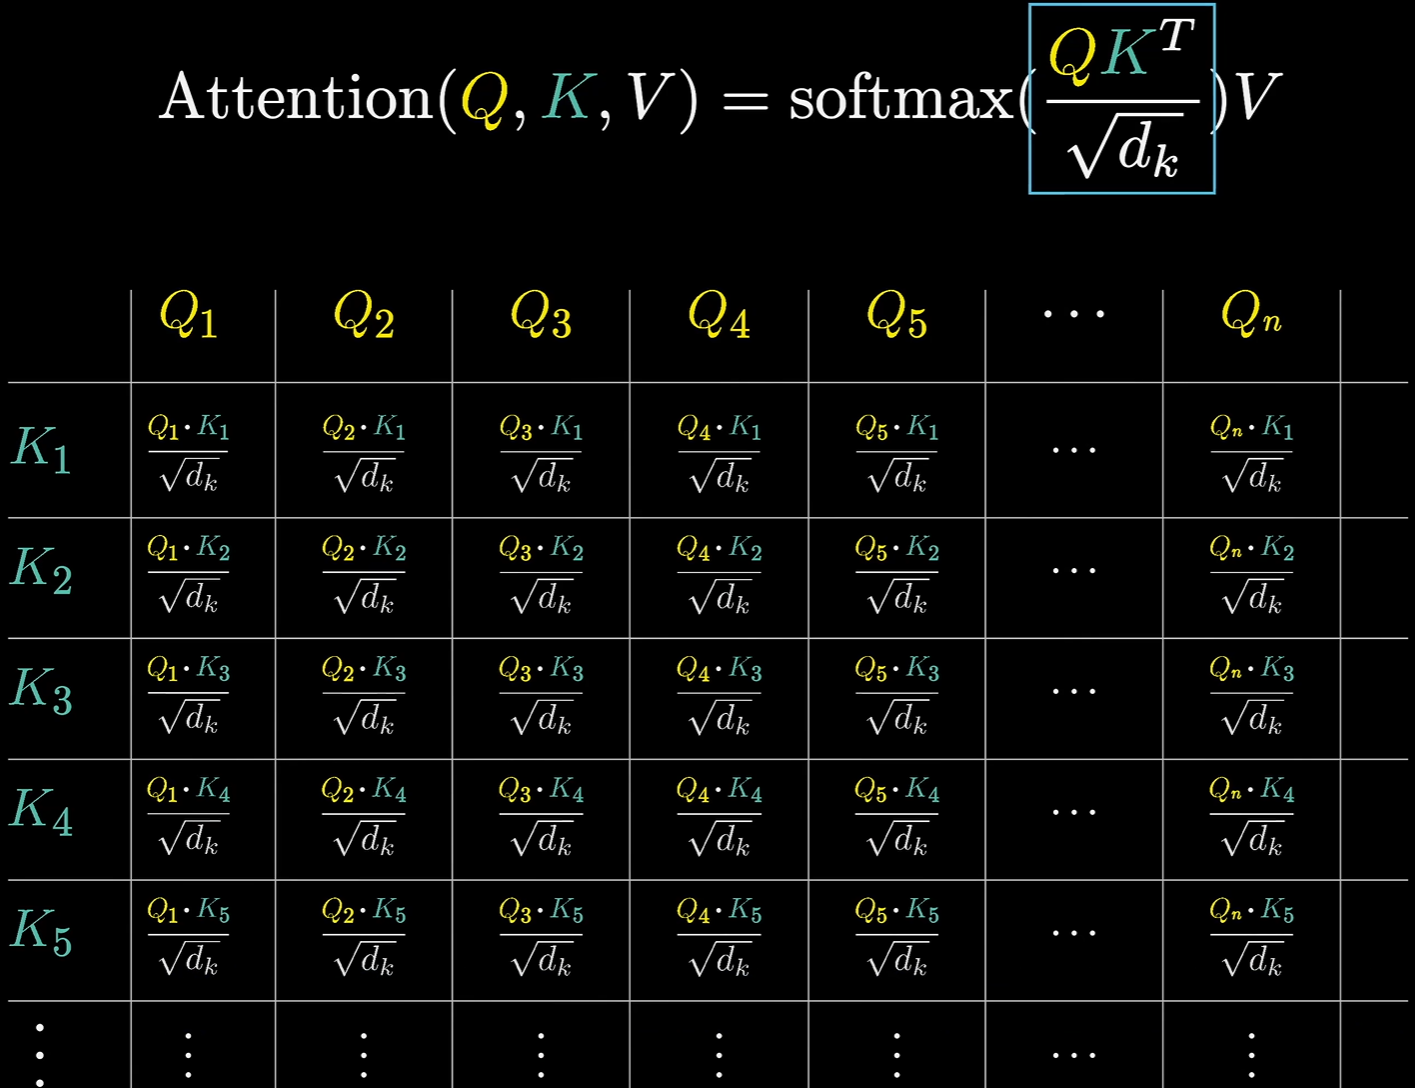 Attention(Q, K, V) = softmax(QK^T / √d_k)V
Q₁ Q₂ Q₃ Q₄ Q₅ ⋯ Qₙ
K₁ Q₁·K₁/√d_k Q₂·K₁/√d_k Q₃·K₁/√d_k Q₄·K₁/√d_k Q₅·K₁/√d_k ⋯ Qₙ·K₁/√d_k
K₂ Q₁·K₂/√d_k Q₂·K₂/√d_k Q₃·K₂/√d_k Q₄·K₂/√d_k Q₅·K₂/√d_k ⋯ Qₙ·K₂/√d_k
K₃ Q₁·K₃/√d_k Q₂·K₃/√d_k Q₃·K₃/√d_k Q₄·K₃/√d_k Q₅·K₃/√d_k ⋯ Qₙ·K₃/√d_k
K₄ Q₁·K₄/√d_k Q₂·K₄/√d_k Q₃·K₄/√d_k Q₄·K₄/√d_k Q₅·K₄/√d_k ⋯ Qₙ·K₄/√d_k
K₅ Q₁·K₅/√d_k Q₂·K₅/√d_k Q₃·K₅/√d_k Q₄·K₅/√d_k Q₅·K₅/√d_k ⋯ Qₙ·K₅/√d_k
⋮ ⋮ ⋮ ⋮ ⋮ ⋮ ⋯ ⋮